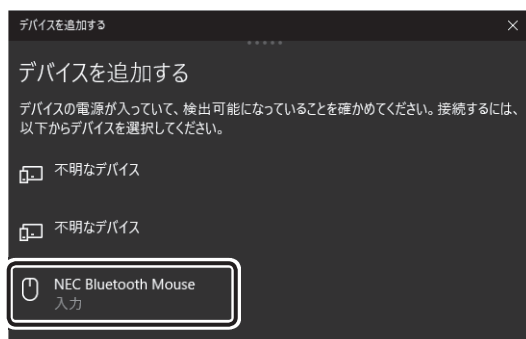 デバイスを追加する
デバイスを追加する
デバイスの電源が入っていて、検出可能になっていることを確かめてください。接続するには、
以下からデバイスを選択してください。
不明なデバイス
不明なデバイス
NEC Bluetooth Mouse
入力